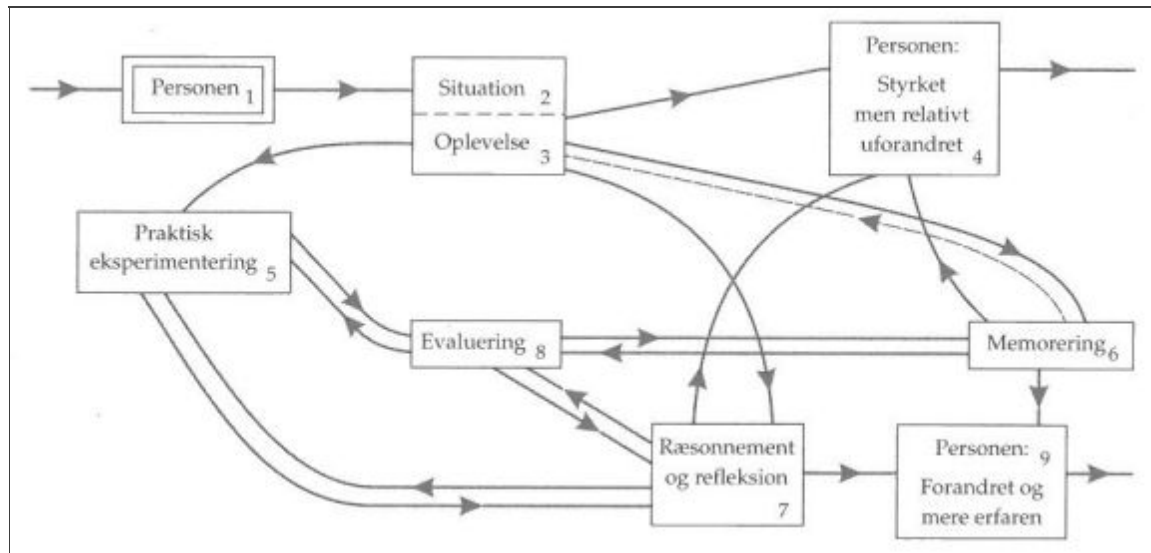 Personen 1
Situation 2
Oplevelse 3
Personen:
Styrket
men relativt
uforandret 4
Praktisk
eksperimentering 5
Evaluering 8
Memorering 6
Ræsonnement
og refleksion
7
Personen: 9
Forandret og
mere erfaren